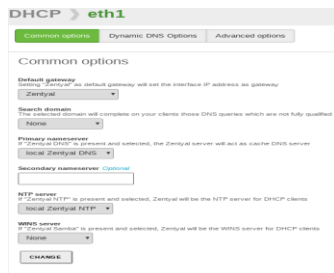 DHCP eth1
Common options Dynamic DNS Options Advanced options
Common options
Default gateway
Setting "Zentyal" as default gateway will set the interface IP address as gateway
Zentyal
Search domain
The selected domain will complete on your clients those DNS queries which are not fully qualified
None
Primary nameserver
If "Zentyal DNS" is present and selected, the Zentyal server will act as cache DNS server
local Zentyal DNS
Secondary nameserver Optional
NTP server
If "Zentyal NTP" is present and selected, Zentyal will be the NTP server for DHCP clients
local Zentyal NTP
WINS server
If "Zentyal Samba" is present and selected, Zentyal will be the WINS server for DHCP clients
None
CHANGE